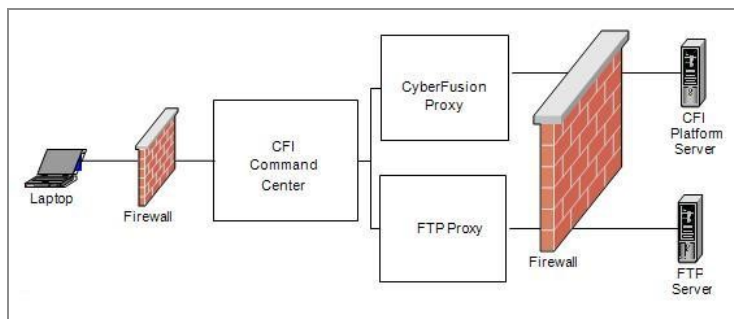 Laptop
Firewall
CFI
Command
Center
CyberFusion
Proxy
FTP Proxy
Firewall
CFI
Platform
Server
FTP
Server